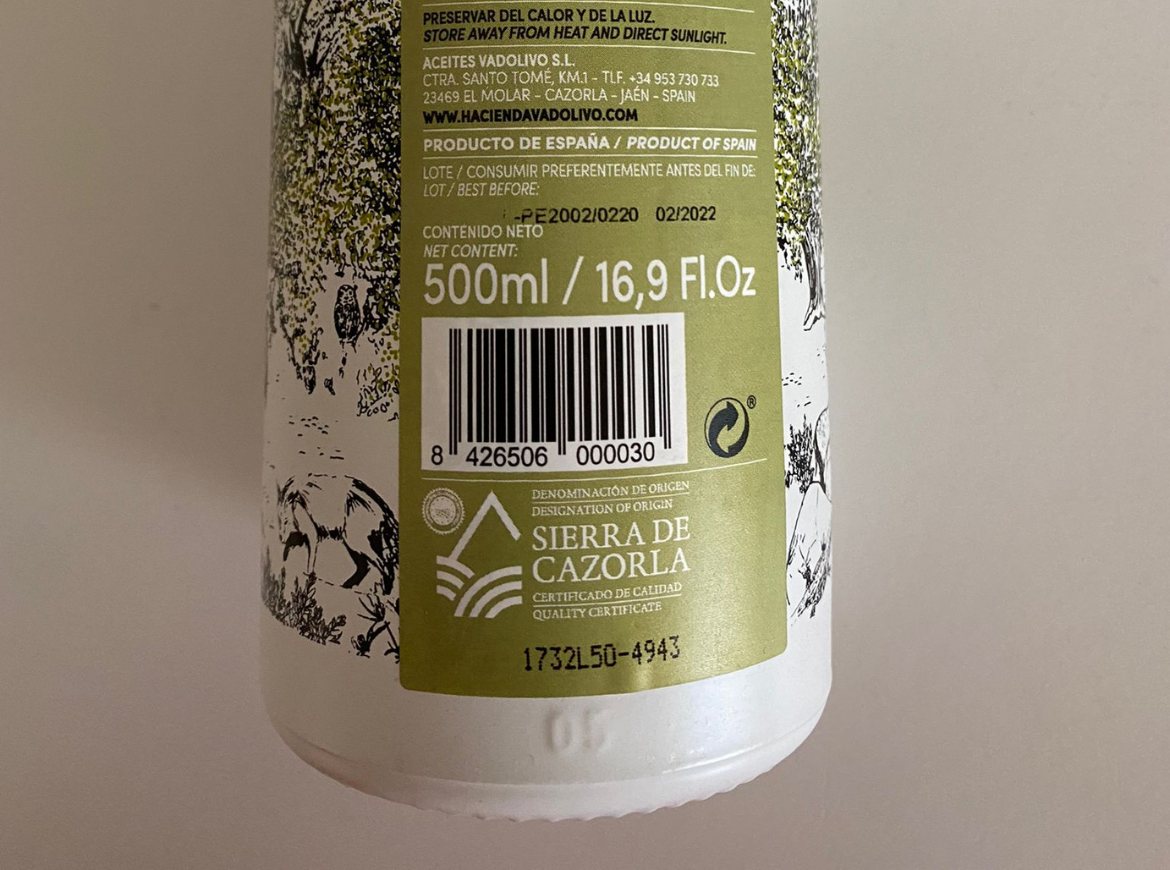 PRESERVAR DEL CALOR Y DE LA LUZ.
STORE AWAY FROM HEAT AND DIRECT SUNLIGHT.
ACEITES VADOLIVO S.L.
CTRA. SANTO TOMÉ, KM.1 - TLF. +34 953 730 733
23469 EL MOLAR - CAZORLA - JAÉN - SPAIN
WWW.HACIENDAVADOLIVO.COM
PRODUCTO DE ESPAÑA / PRODUCT OF SPAIN
LOTE / CONSUMIR PREFERENTEMENTE ANTES DEL FIN DE:
LOT / BEST BEFORE:
-PE2002/0220 02/2022
CONTENIDO NETO
NET CONTENT:
500ml / 16,9 Fl.Oz
8 426506 000030
®
DENOMINACIÓN DE ORIGEN
DESIGNATION OF ORIGIN
SIERRA DE
CAZORLA
CERTIFICADO DE CALIDAD
QUALITY CERTIFICATE
1732L50-4943